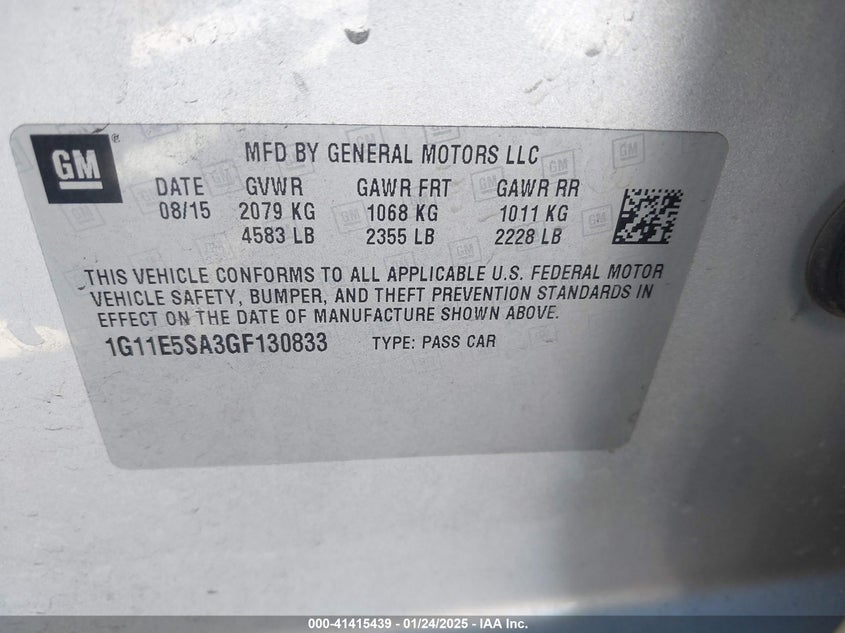 GM ® MFD BY GENERAL MOTORS LLC
DATE GVWR GAWR FRT GAWR RR
08/15 2079 KG 1068 KG 1011 KG
4583 LB 2355 LB 2228 LB
THIS VEHICLE CONFORMS TO ALL APPLICABLE U.S. FEDERAL MOTOR
VEHICLE SAFETY, BUMPER, AND THEFT PREVENTION STANDARDS IN
EFFECT ON THE DATE OF MANUFACTURE SHOWN ABOVE.
1G11E5SA3GF130833 TYPE: PASS CAR
000-41415439 - 01/24/2025 - IAA Inc.